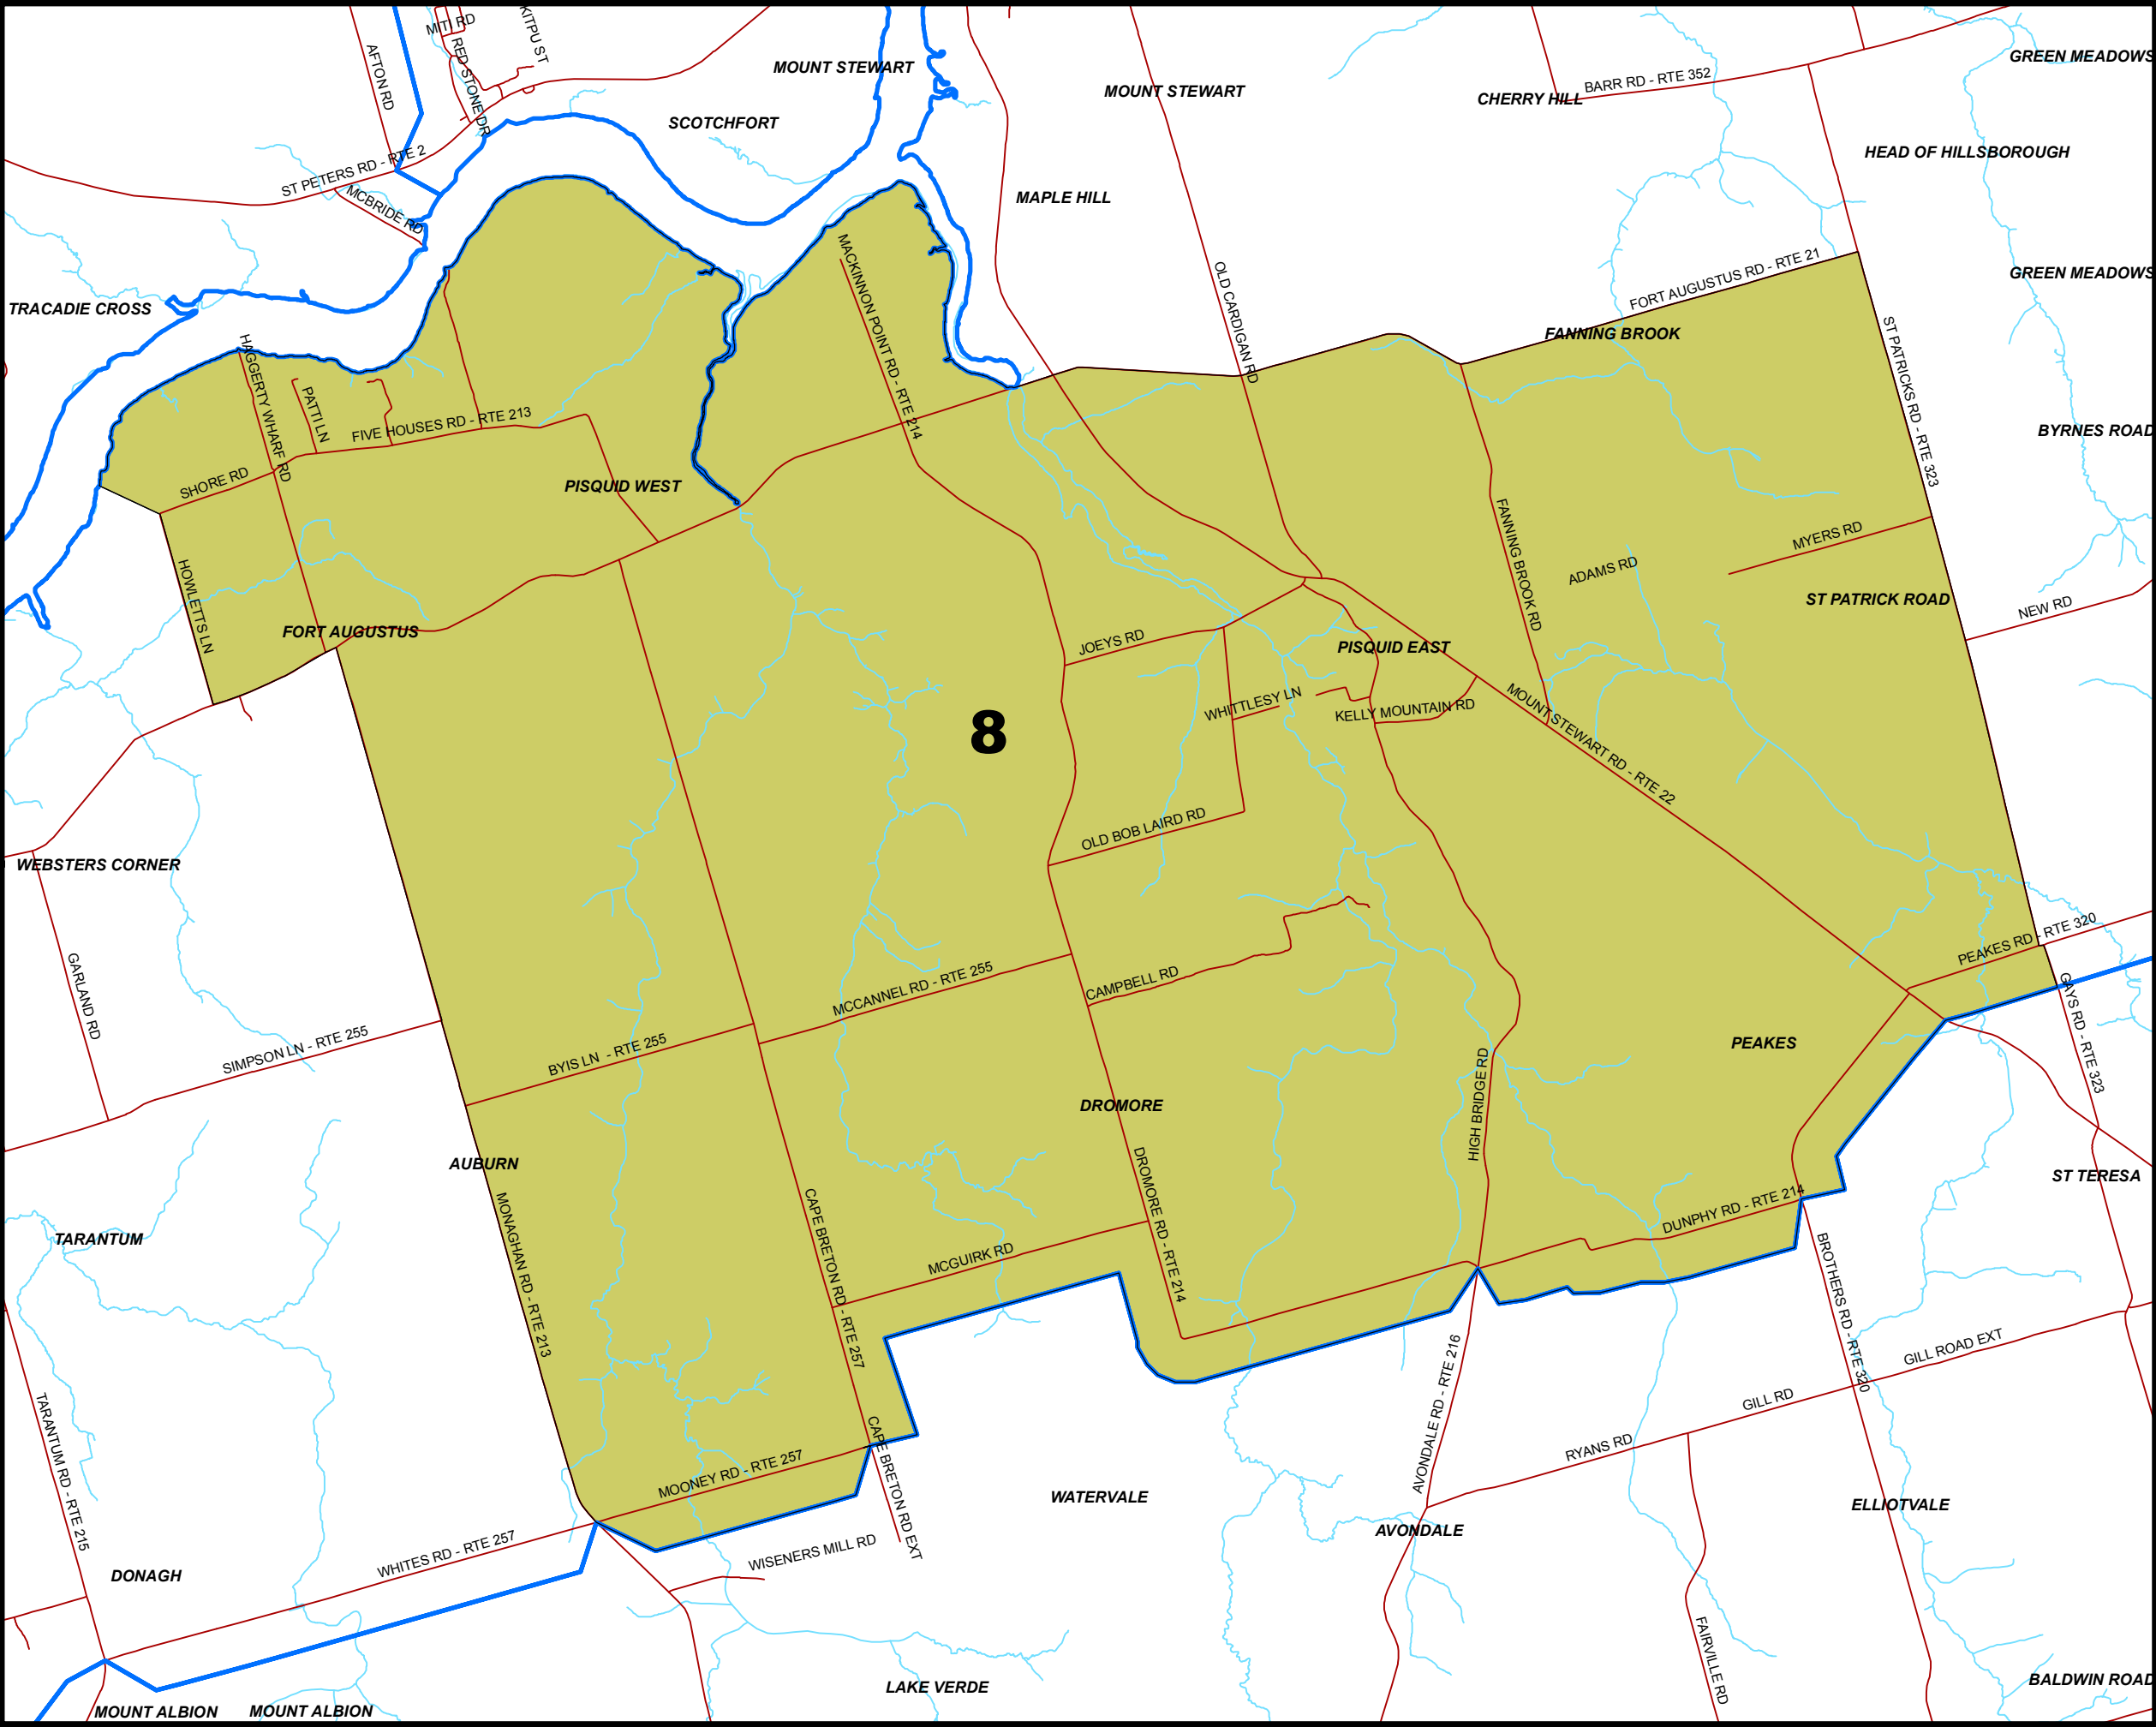 MITI RD
KITPU ST
AFTON RD
RED STONE DR
MOUNT STEWART
MOUNT STEWART
GREEN MEADOWS
BARR RD - RTE 352
CHERRY HILL
SCOTCHFORT
HEAD OF HILLSBOROUGH
ST PETERS RD - RTE 2
MCBRIDE RD
MAPLE HILL
MACKINNON POINT RD - RTE 214
OLD CARDIGAN RD
FORT AUGUSTUS RD - RTE 21
GREEN MEADOWS
TRACADIE CROSS
HAGGERTY WHARF RD
FANNING BROOK
ST PATRICKS RD - RTE 323
PATTI LN
FIVE HOUSES RD - RTE 213
BYRNES ROAD
SHORE RD
PISQUID WEST
FANNING BROOK RD
MYERS RD
ADAMS RD
HOWLETTS LN
ST PATRICK ROAD
NEW RD
FORT AUGUSTUS
JOEYS RD
PISQUID EAST
WHITTLESY LN
KELLY MOUNTAIN RD
MOUNT STEWART RD - RTE 22
8
OLD BOB LAIRD RD
WEBSTERS CORNER
GARLAND RD
PEAKES RD - RTE 320
MCCANNEL RD - RTE 255
CAMPBELL RD
GAYS RD - RTE 323
SIMPSON LN - RTE 255
BYIS LN - RTE 255
PEAKES
HIGH BRIDGE RD
DROMORE
AUBURN
ST TERESA
DROMORE RD - RTE 214
CAPE BRETON RD - RTE 257
MONAGHAN RD - RTE 213
DUNPHY RD - RTE 214
TARANTUM
MCGUIRK RD
BROTHERS RD - RTE 320
AVONDALE RD - RTE 216
GILL ROAD EXT
GILL RD
TARANTUM RD - RTE 215
CAPE BRETON RD EXT
RYANS RD
MOONEY RD - RTE 257
WATERVALE
ELLIOTVALE
AVONDALE
WHITES RD - RTE 257
WISENERS MILL RD
DONAGH
FAIRVILLE RD
LAKE VERDE
BALDWIN ROAD
MOUNT ALBION
MOUNT ALBION